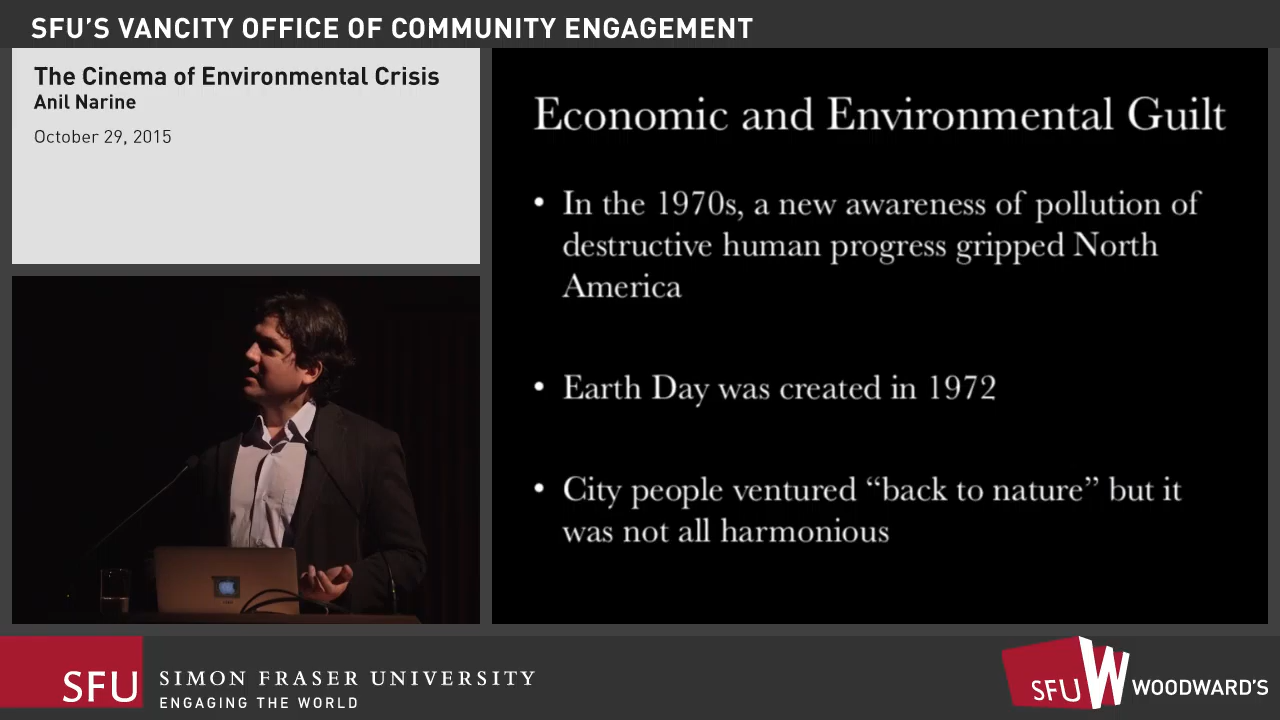 SFU'S VANCITY OFFICE OF COMMUNITY ENGAGEMENT
The Cinema of Environmental Crisis
Anil Narine
October 29, 2015
Economic and Environmental Guilt
• In the 1970s, a new awareness of pollution of
destructive human progress gripped North
America
• Earth Day was created in 1972
• City people ventured “back to nature” but it
was not all harmonious
SFU
SIMON FRASER UNIVERSITY
ENGAGING THE WORLD
SFU W WOODWARD'S